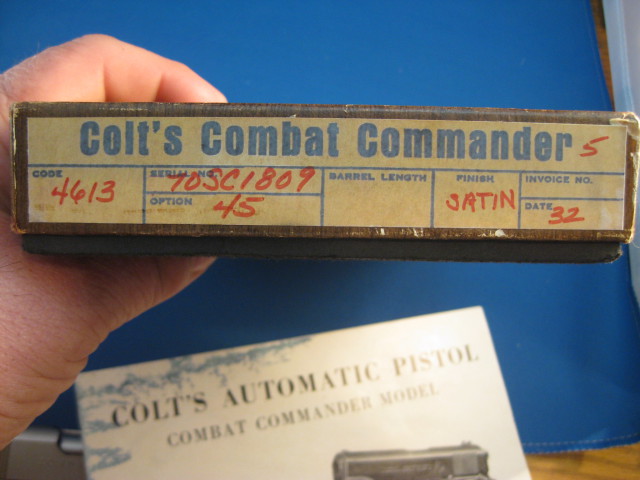 Colt's Combat Commander 5
CODE SERIAL NO. BARREL LENGTH FINISH INVOICE NO.
4613 70SC1809 SATIN
OPTION 45 DATE 32
COLT'S AUTOMATIC PISTOL
COMBAT COMMANDER MODEL